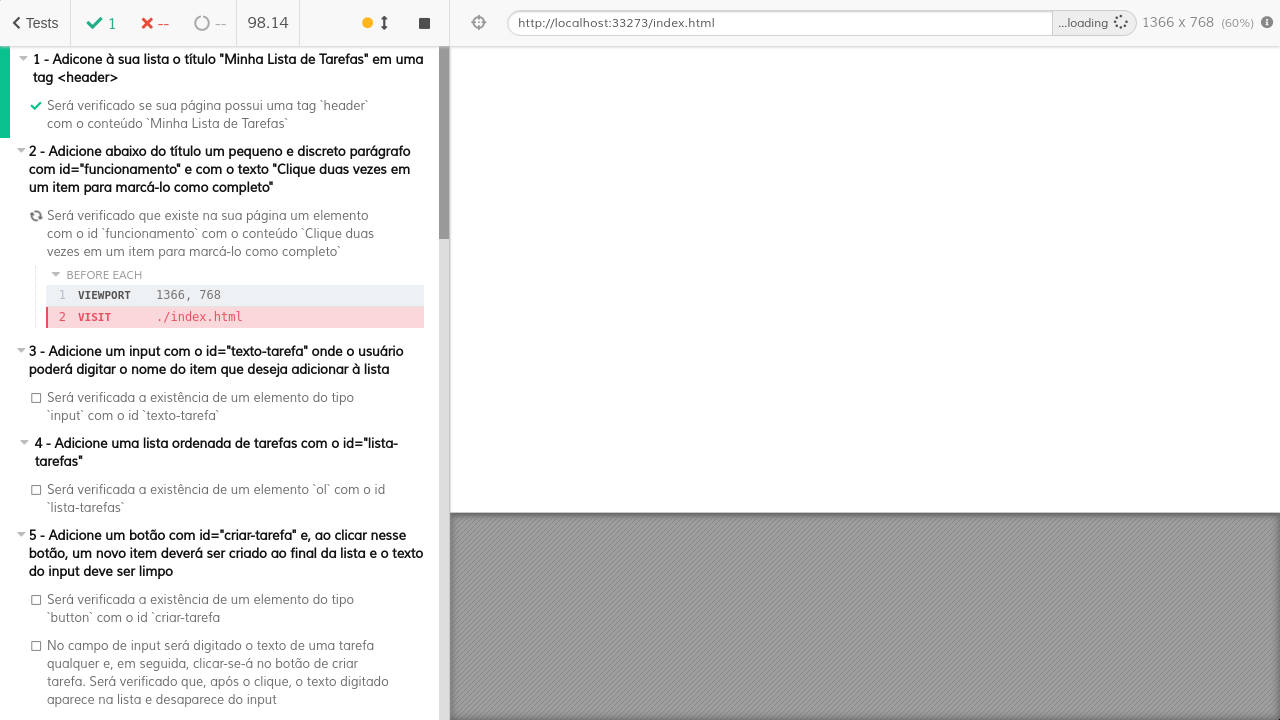 Tests
1
--
--
98.14
http://localhost:33273/index.html
...loading
1366 x 768 (60%)
1 - Adicone à sua lista o título "Minha Lista de Tarefas" em uma
tag <header>
Será verificado se sua página possui uma tag `header`
com o conteúdo `Minha Lista de Tarefas`
2 - Adicione abaixo do título um pequeno e discreto parágrafo
com id="funcionamento" e com o texto "Clique duas vezes em
um item para marcá-lo como completo"
Será verificado que existe na sua página um elemento
com o id `funcionamento` com o conteúdo `Clique duas
vezes em um item para marcá-lo como completo`
BEFORE EACH
1 VIEWPORT 1366, 768
2 VISIT ./index.html
3 - Adicione um input com o id="texto-tarefa" onde o usuário
poderá digitar o nome do item que deseja adicionar à lista
Será verificada a existência de um elemento do tipo
`input` com o id `texto-tarefa`
4 - Adicione uma lista ordenada de tarefas com o id="lista-
tarefas"
Será verificada a existência de um elemento `ol` com o id
`lista-tarefas`
5 - Adicione um botão com id="criar-tarefa" e, ao clicar nesse
botão, um novo item deverá ser criado ao final da lista e o texto
do input deve ser limpo
Será verificada a existência de um elemento do tipo
`button` com o id `criar-tarefa
No campo de input será digitado o texto de uma tarefa
qualquer e, em seguida, clicar-se-á no botão de criar
tarefa. Será verificado que, após o clique, o texto digitado
aparece na lista e desaparece do input